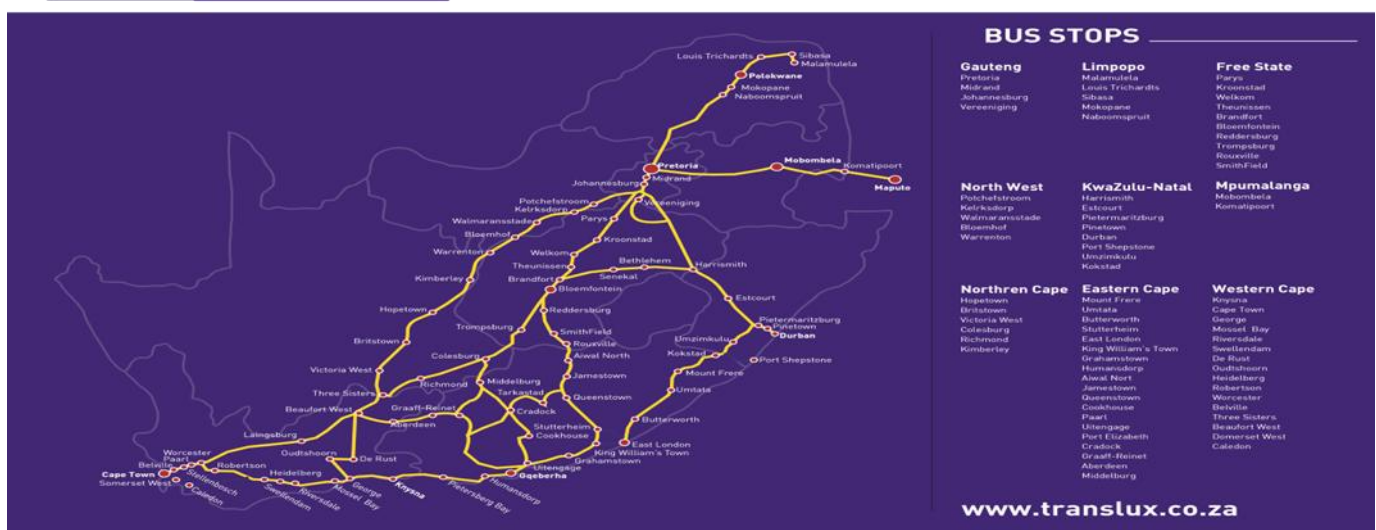 Louis Trichardts
Sibasa
Malamulela
Polokwane
Mokopane
Naboomspruit
Pretoria
Midrand
Johannesburg
Mobombela
Komatipoort
Maputo
Vereeniging
Potchefstroom
Kelrksdorp
Walmaransstade
Bloemhof
Warrenton
Parys
Kroonstad
Welkom
Theunissen
Brandfort
Bethlehem
Senekal
Harrismith
Bloemfontein
Kimberley
Reddersburg
Hopetown
Trompsburg
Estcourt
Pietermaritzburg
Pinetown
Durban
SmithField
Rouxville
Umzimkulu
Kokstad
Port Shepstone
Britstown
Colesburg
Aiwal North
Victoria West
Richmond
Middelburg
Jamestown
Mount Frere
Three Sisters
Tarkastad
Queenstown
Umtata
Beaufort West
Graaff-Reinet
Aberdeen
Cradock
Butterworth
Stutterheim
Cookhouse
Laingsburg
East London
King William's Town
Oudtshoorn
De Rust
Grahamstown
Worcester
Paarl
Belville
Cape Town
Somerset West
Stellenbosch
Caledon
Robertson
Heidelberg
Swellendam
Riversdale
Mossel Bay
George
Knysna
Pietersberg Bay
Humansdorp
Uitengage
Gqeberha
BUS STOPS
Gauteng
Pretoria
Midrand
Johannesburg
Vereeniging
Limpopo
Malamulela
Louis Trichardts
Sibasa
Mokopane
Naboomspruit
Free State
Parys
Kroonstad
Welkom
Theunissen
Brandfort
Bloemfontein
Reddersburg
Trompsburg
Rouxville
SmithField
North West
Potchefstroom
Kelrksdorp
Walmaransstade
Bloemhof
Warrenton
KwaZulu-Natal
Harrismith
Estcourt
Pietermaritzburg
Pinetown
Durban
Port Shepstone
Umzimkulu
Kokstad
Mpumalanga
Mobombela
Komatipoort
Northren Cape
Hopetown
Britstown
Victoria West
Colesburg
Richmond
Kimberley
Eastern Cape
Mount Frere
Umtata
Butterworth
Stutterheim
East London
King William's Town
Grahamstown
Humansdorp
Aiwal Nort
Jamestown
Queenstown
Cookhouse
Paarl
Uitengage
Port Elizabeth
Cradock
Graaff-Reinet
Aberdeen
Middelburg
Western Cape
Knysna
Cape Town
George
Mossel Bay
Riversdale
Swellendam
De Rust
Oudtshoorn
Heidelberg
Robertson
Worcester
Belville
Three Sisters
Beaufort West
Domerset West
Caledon
www.translux.co.za